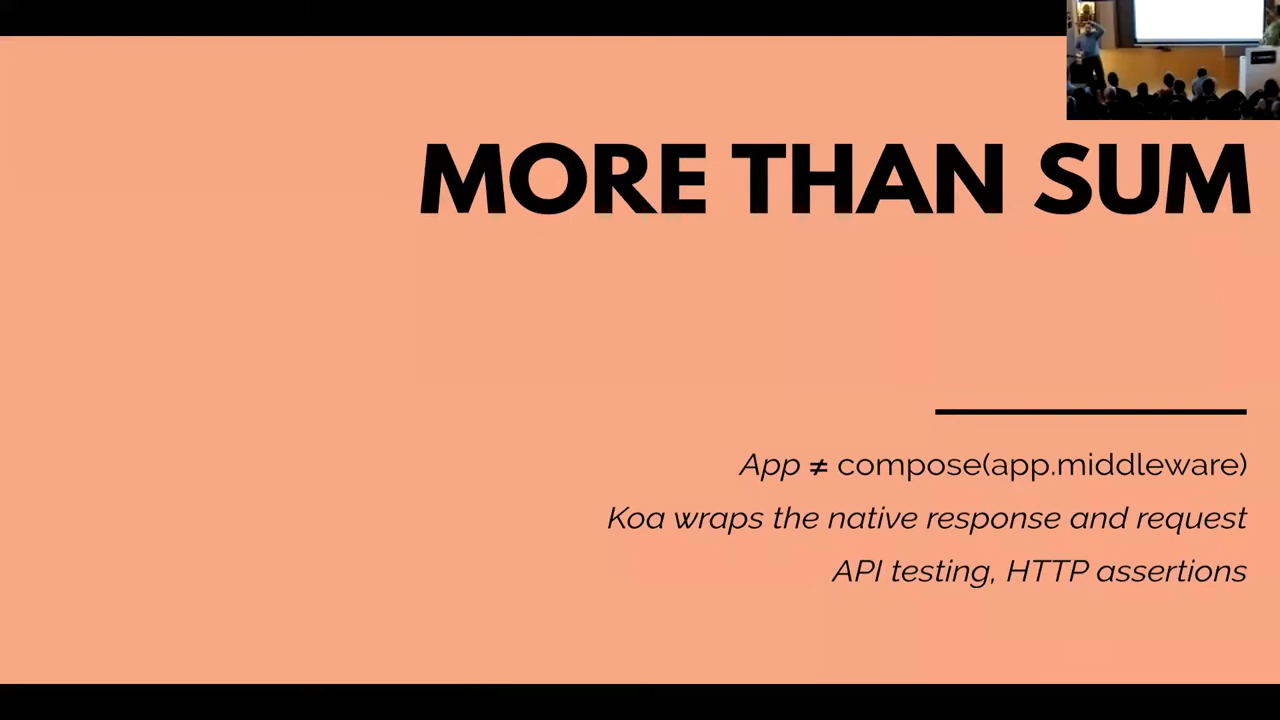 MORE THAN SUM
App ≠ compose(app.middleware)
Koa wraps the native response and request
API testing, HTTP assertions